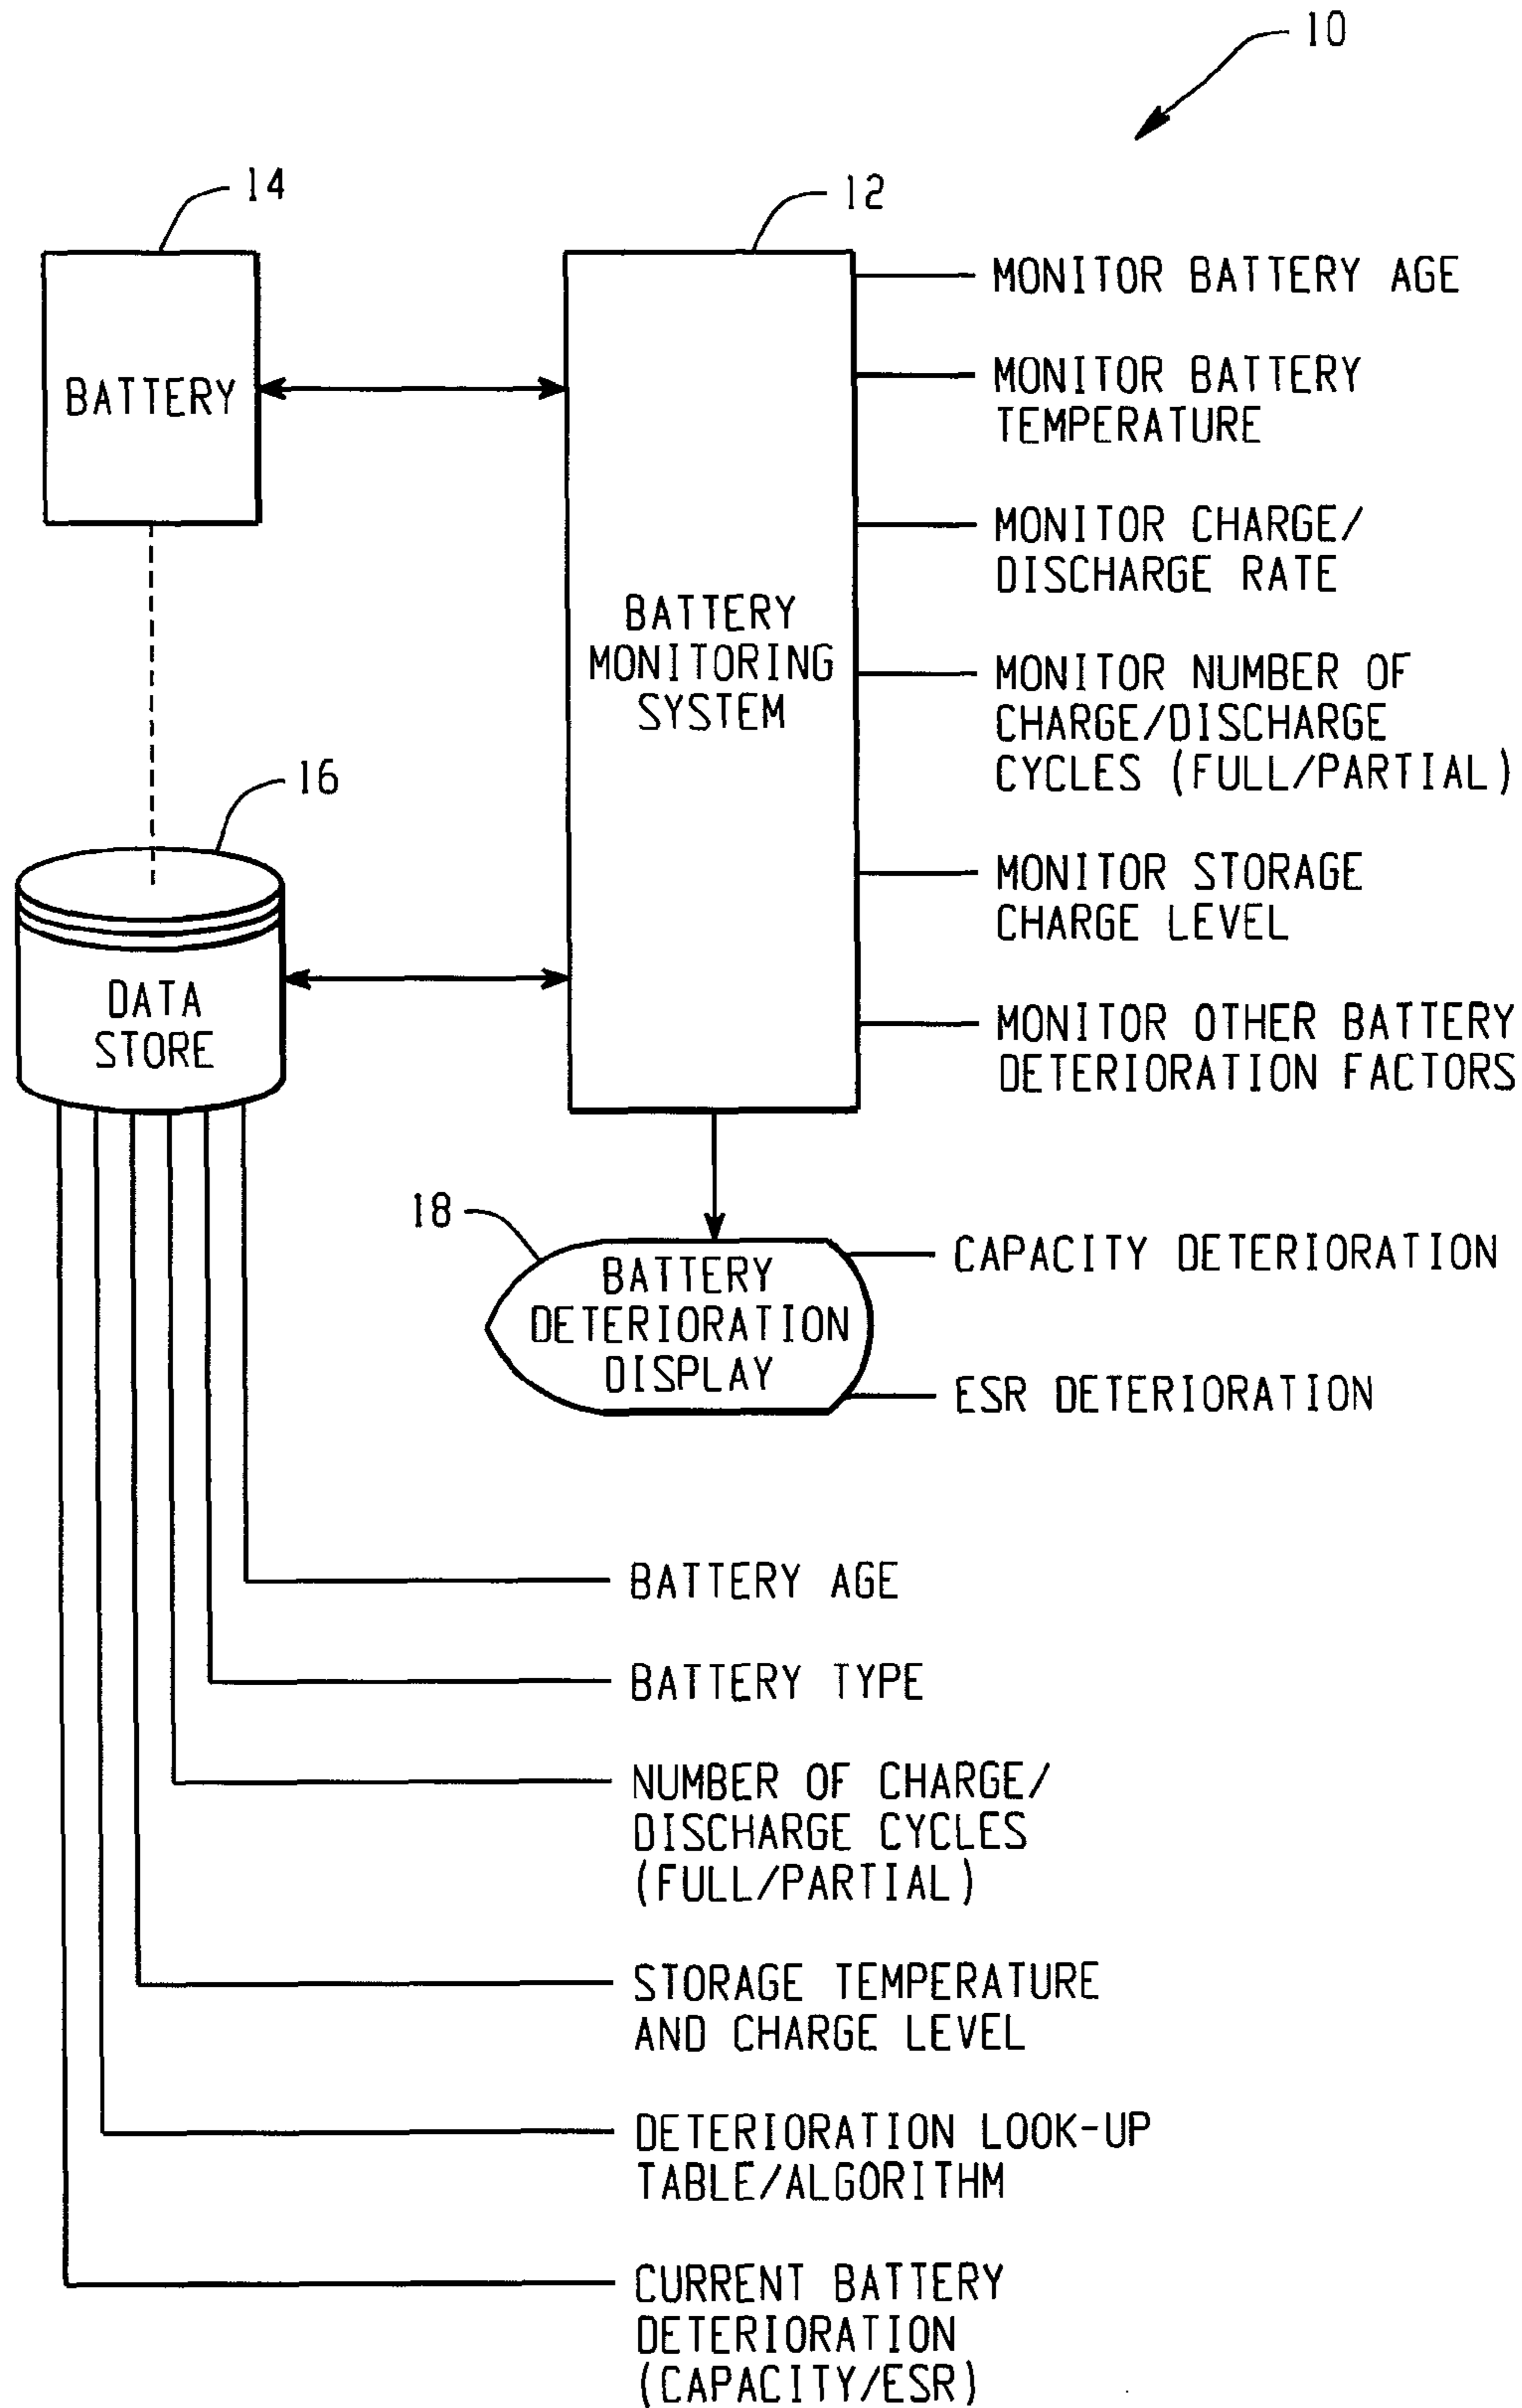 10
14
12
BATTERY
BATTERY
MONITORING
SYSTEM
MONITOR BATTERY AGE
MONITOR BATTERY
TEMPERATURE
MONITOR CHARGE/
DISCHARGE RATE
MONITOR NUMBER OF
CHARGE/DISCHARGE
CYCLES (FULL/PARTIAL)
MONITOR STORAGE
CHARGE LEVEL
MONITOR OTHER BATTERY
DETERIORATION FACTORS
16
DATA
STORE
18
BATTERY
DETERIORATION
DISPLAY
CAPACITY DETERIORATION
ESR DETERIORATION
BATTERY AGE
BATTERY TYPE
NUMBER OF CHARGE/
DISCHARGE CYCLES
(FULL/PARTIAL)
STORAGE TEMPERATURE
AND CHARGE LEVEL
DETERIORATION LOOK-UP
TABLE/ALGORITHM
CURRENT BATTERY
DETERIORATION
(CAPACITY/ESR)